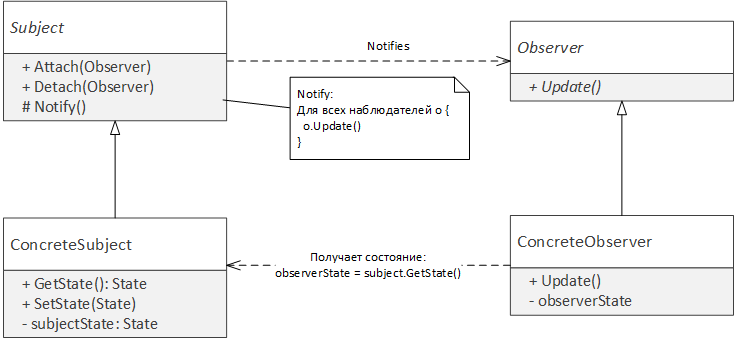 Subject
+ Attach(Observer)
+ Detach(Observer)
# Notify()
Notifies
Observer
+ Update()
Notify:
Для всех наблюдателей o {
o.Update()
}
ConcreteSubject
+ GetState(): State
+ SetState(State)
- subjectState: State
Получает состояние:
observerState = subject.GetState()
ConcreteObserver
+ Update()
- observerState